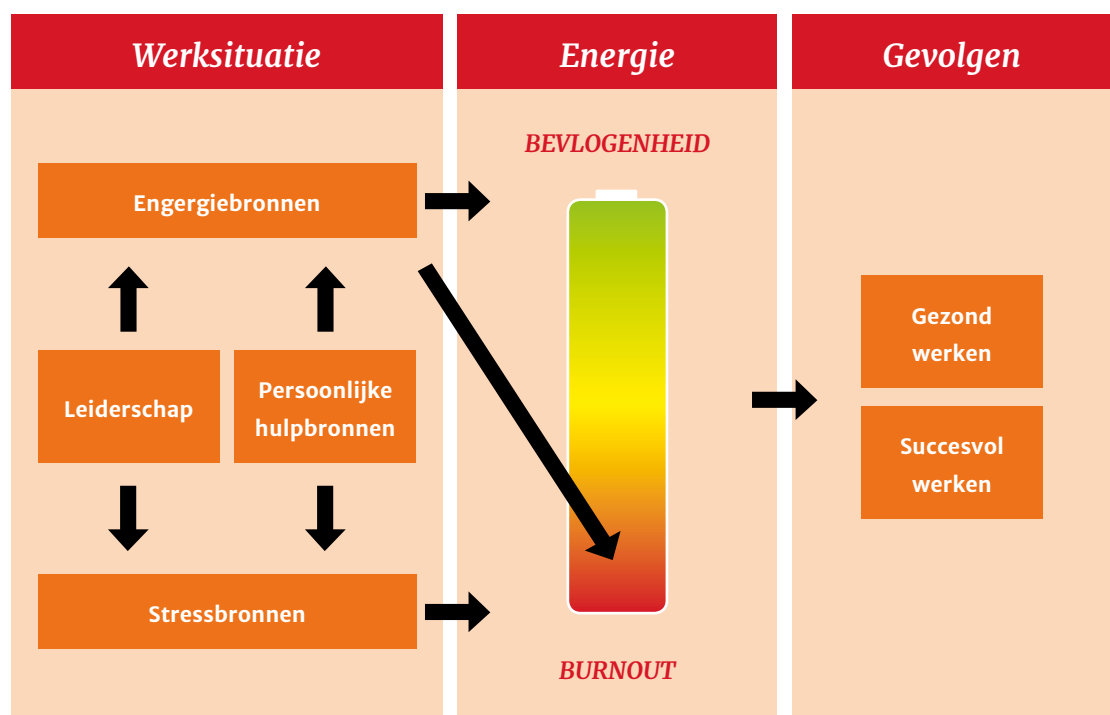 Werksituatie
Energie
Gevolgen
BEVLOGENHEID
Engergiebronnen
Leiderschap
Persoonlijke
hulpbronnen
Stressbronnen
BURNOUT
Gezond
werken
Succesvol
werken